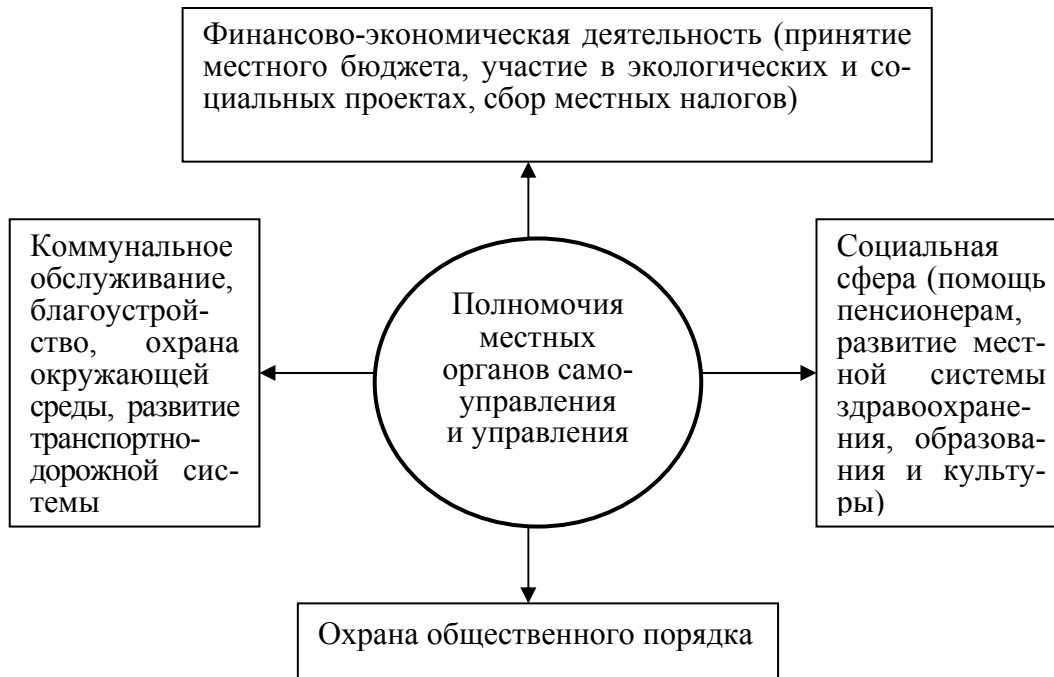 Финансово-экономическая деятельность (принятие
местного бюджета, участие в экологических и со-
циальных проектах, сбор местных налогов)
Коммунальное
обслуживание,
благоустрой-
ство, охрана
окружающей
среды, развитие
транспортно-
дорожной сис-
темы
Полномочия
местных
органов само-
управления
и управления
Социальная
сфера (помощь
пенсионерам,
развитие мест-
ной системы
здравоохране-
ния, образова-
ния и культу-
ры)
Охрана общественного порядка